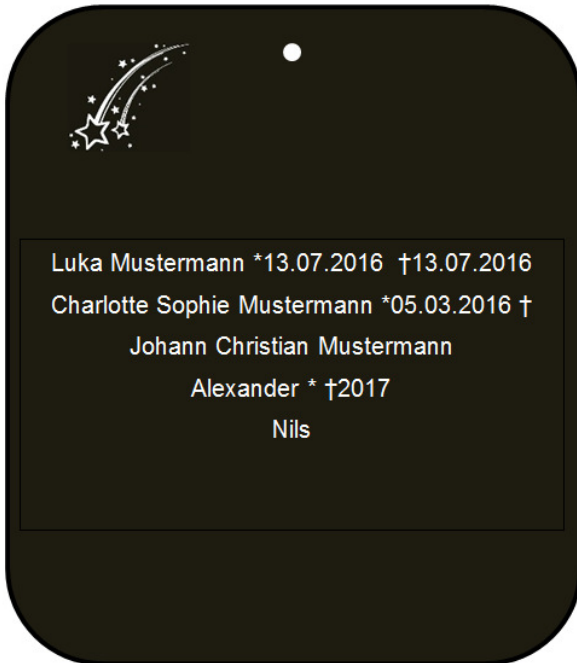 Luka Mustermann *13.07.2016  †13.07.2016
Charlotte Sophie Mustermann *05.03.2016 †
Johann Christian Mustermann
Alexander * †2017
Nils